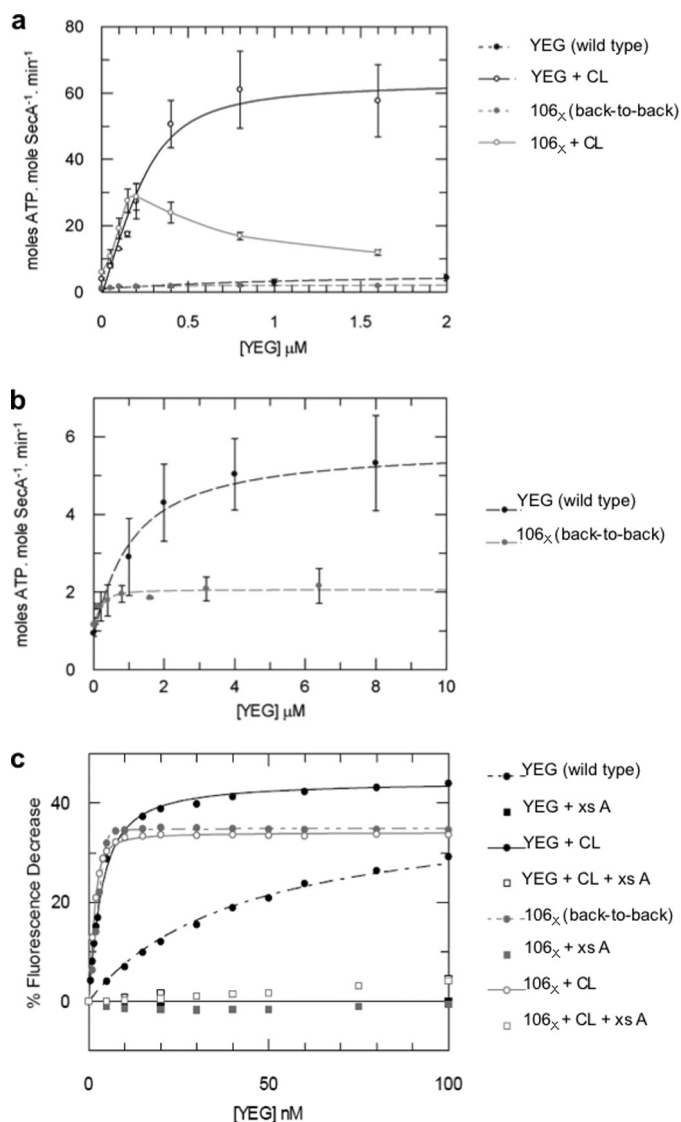 a
moles ATP. mole SecA⁻¹. min⁻¹
80
60
40
20
0
0
0.5
1
1.5
2
[YEG] μM
YEG (wild type)
YEG + CL
106X (back-to-back)
106X + CL
b
moles ATP. mole SecA⁻¹. min⁻¹
6
4
2
0
0
2
4
6
8
10
[YEG] μM
YEG (wild type)
106X (back-to-back)
c
% Fluorescence Decrease
40
20
0
0
50
100
[YEG] nM
YEG (wild type)
YEG + xs A
YEG + CL
YEG + CL + xs A
106X (back-to-back)
106X + xs A
106X + CL
106X + CL + xs A